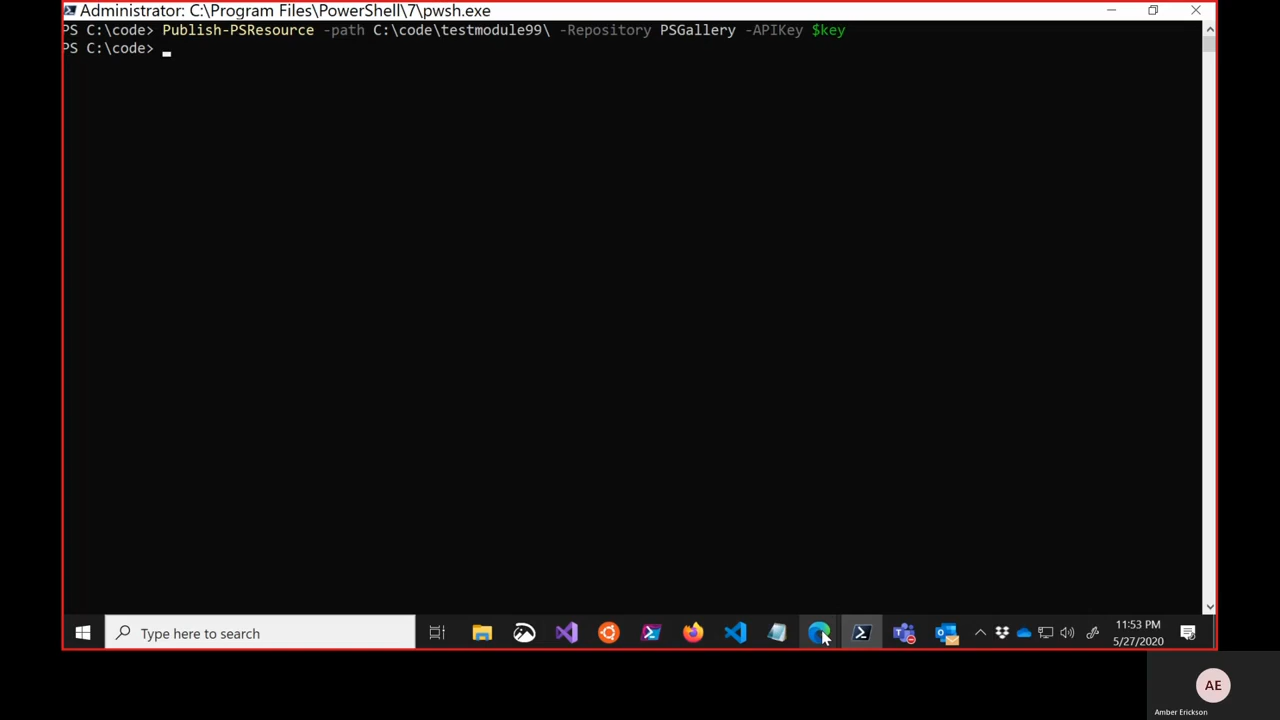 Administrator: C:\Program Files\PowerShell\7\pwsh.exe
PS C:\code> Publish-PSResource -path C:\code\testmodule99\ -Repository PSGallery -APIKey $key
PS C:\code>
Type here to search
11:53 PM
5/27/2020
AE
Amber Erickson